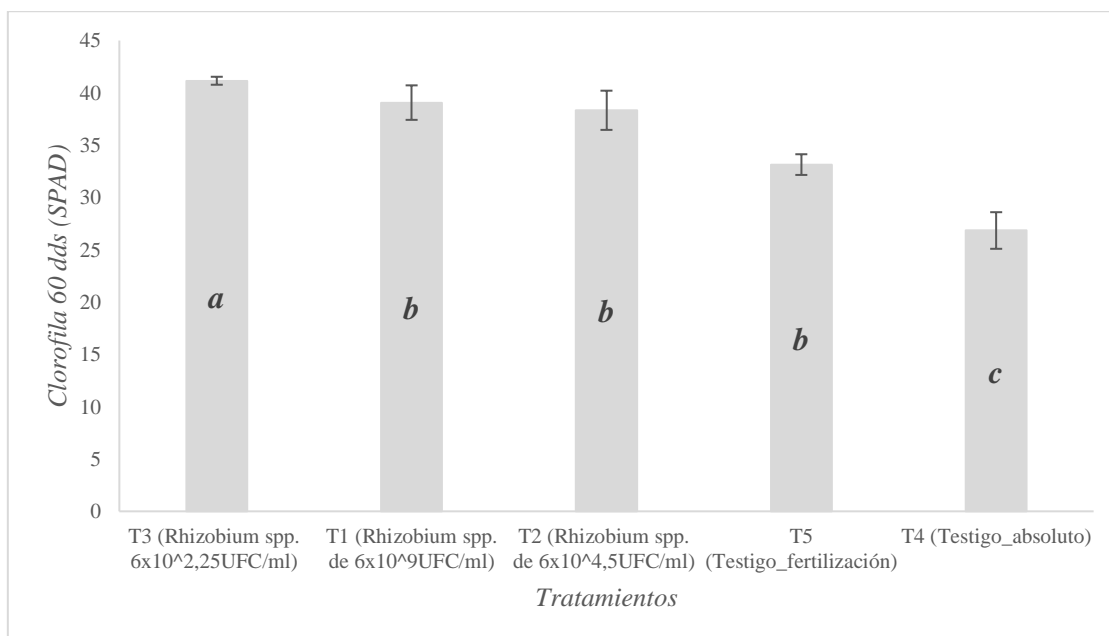 Clorofila 60 dds (SPAD)
45
40
35
30
25
20
15
10
5
0
a
b
b
b
c
T3 (Rhizobium spp.
6x10^2,25UFC/ml)
T1 (Rhizobium spp.
de 6x10^9UFC/ml)
T2 (Rhizobium spp.
de 6x10^4,5UFC/ml)
T5
(Testigo_fertilización)
T4 (Testigo_absoluto)
Tratamientos